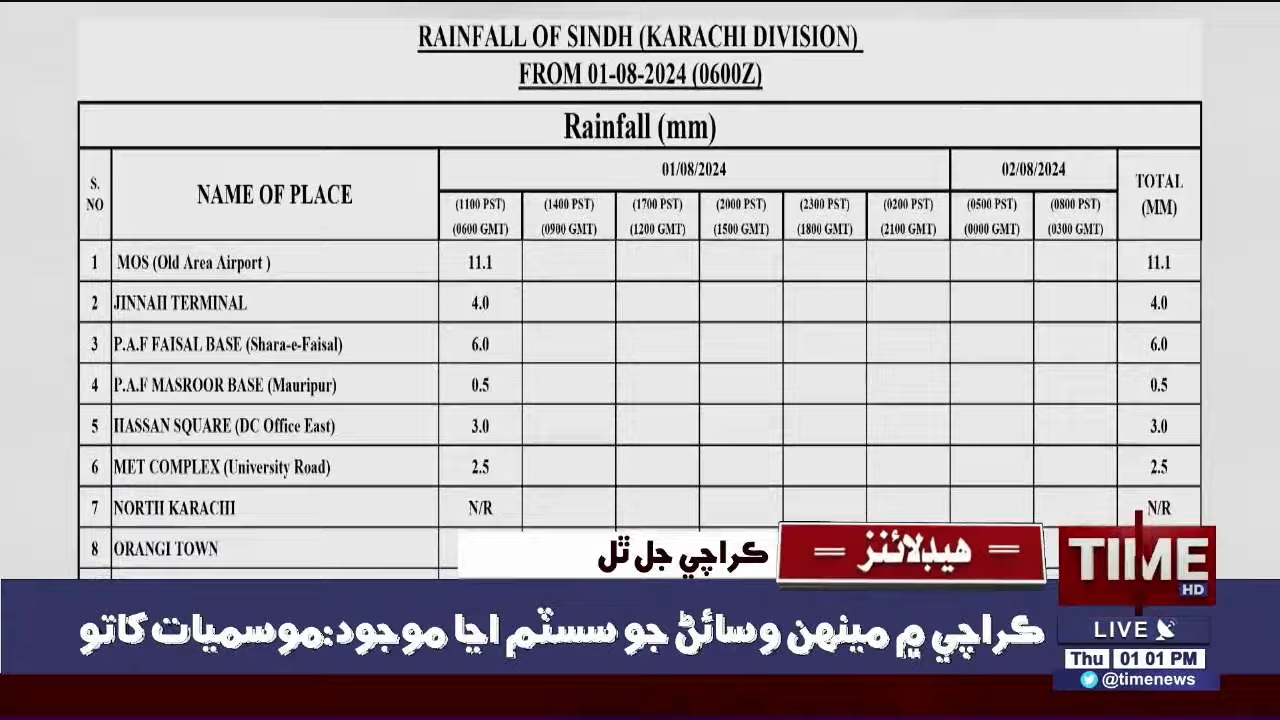 RAINFALL OF SINDH (KARACHI DIVISION)
FROM 01-08-2024 (0600Z)
Rainfall (mm)
S. NO NAME OF PLACE 01/08/2024 02/08/2024 TOTAL (MM)
(1100 PST) (1400 PST) (1700 PST) (2000 PST) (2300 PST) (0200 PST) (0500 PST) (0800 PST)
(0600 GMT) (0900 GMT) (1200 GMT) (1500 GMT) (1800 GMT) (2100 GMT) (0000 GMT) (0300 GMT)
1 MOS (Old Area Airport ) 11.1 11.1
2 JINNAH TERMINAL 4.0 4.0
3 P.A.F FAISAL BASE (Shara-e-Faisal) 6.0 6.0
4 P.A.F MASROOR BASE (Mauripur) 0.5 0.5
5 HASSAN SQUARE (DC Office East) 3.0 3.0
6 MET COMPLEX (University Road) 2.5 2.5
7 NORTH KARACHI N/R N/R
8 ORANGI TOWN
هيڊلائنز
ڪراچي جل ٿل
ڪراچي ۾ مينهن وسائڻ جو سسٽم اڃا موجود:موسميات کاتو
TIME
HD
LIVE
Thu 01 01 PM
@timenews